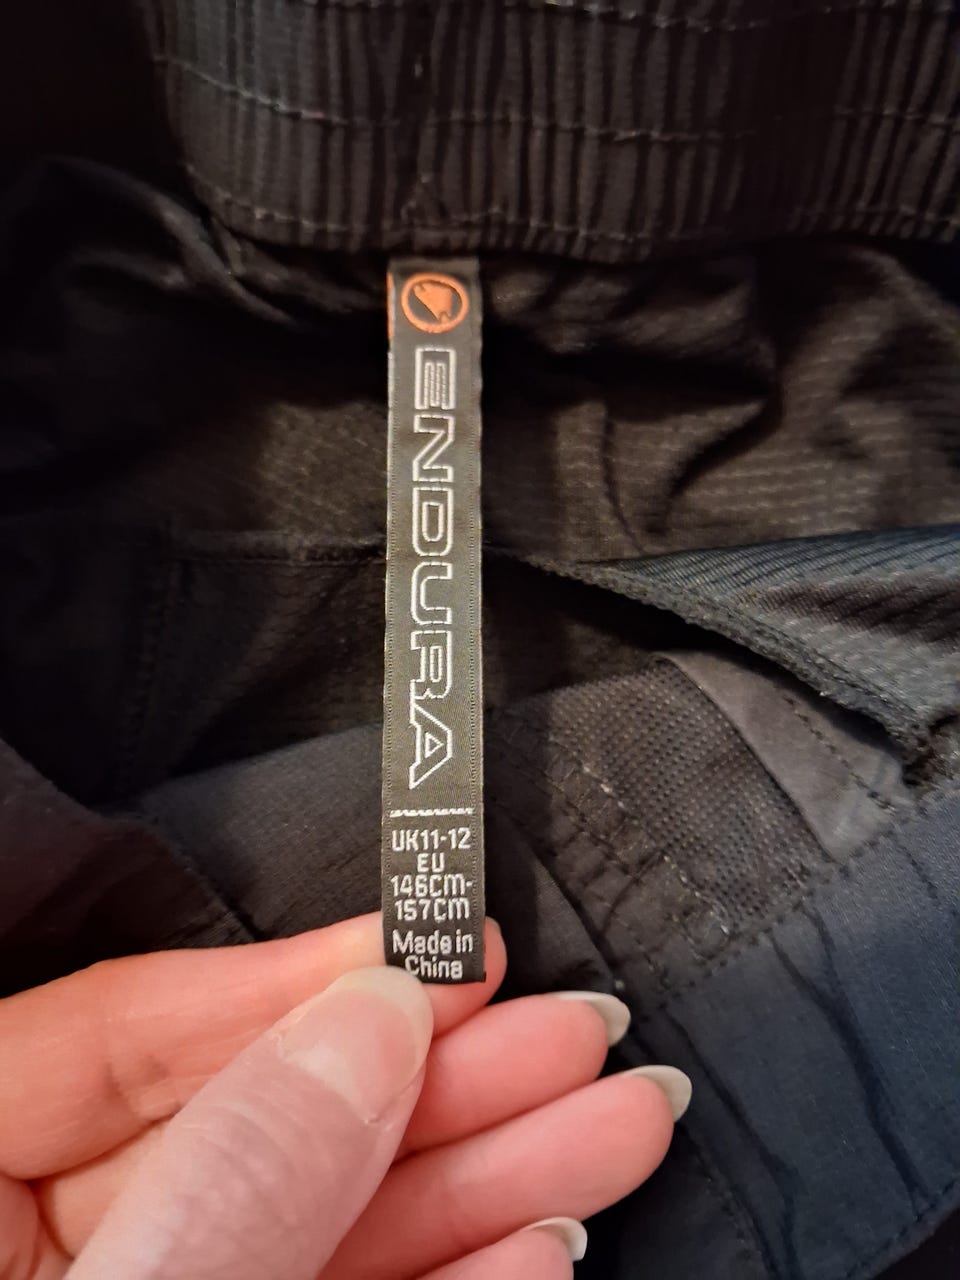 ENDURA
UK11-12
EU
146CM-
157CM
Made in
China